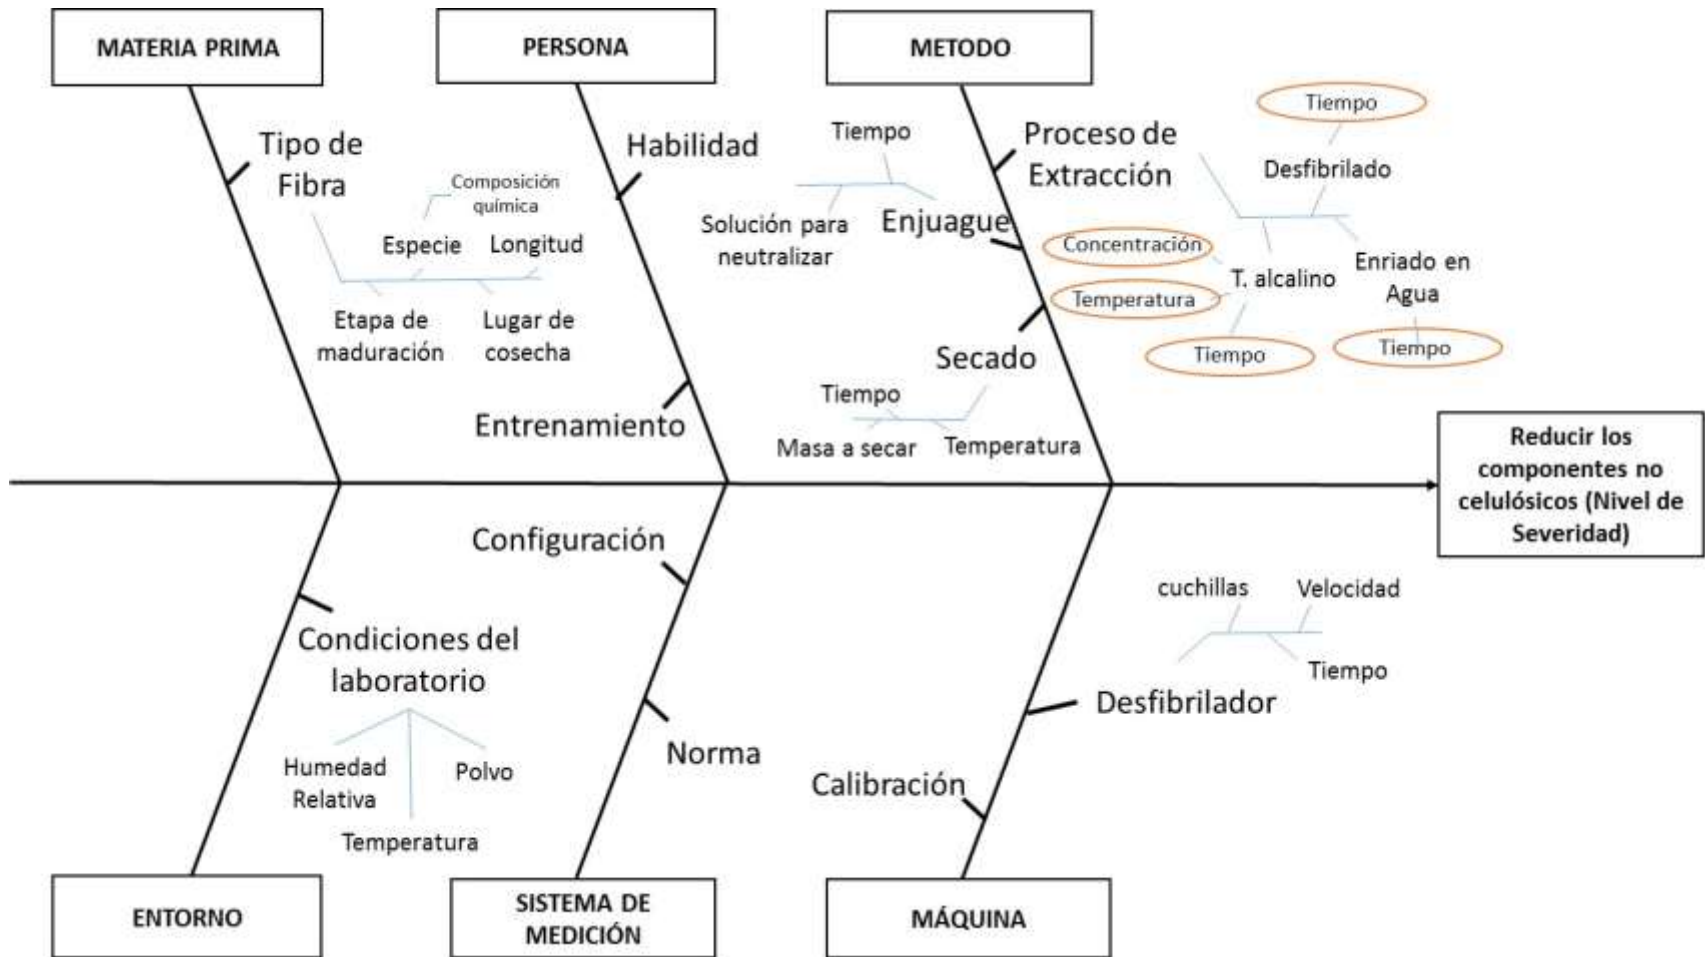 MATERIA PRIMA
PERSONA
METODO
Tipo de
Fibra
Composición
química
Especie
Longitud
Etapa de
maduración
Lugar de
cosecha
Habilidad
Entrenamiento
Tiempo
Solución para
neutralizar
Enjuague
Proceso de
Extracción
Tiempo
Desfibrilado
Concentración
T. alcalino
Temperatura
Tiempo
Enriado en
Agua
Tiempo
Secado
Tiempo
Masa a secar
Temperatura
Reducir los
componentes no
celulósicos (Nivel de
Severidad)
Condiciones del
laboratorio
Humedad
Relativa
Polvo
Temperatura
Configuración
Norma
cuchillas
Velocidad
Tiempo
Desfibrilador
Calibración
ENTORNO
SISTEMA DE
MEDICIÓN
MÁQUINA